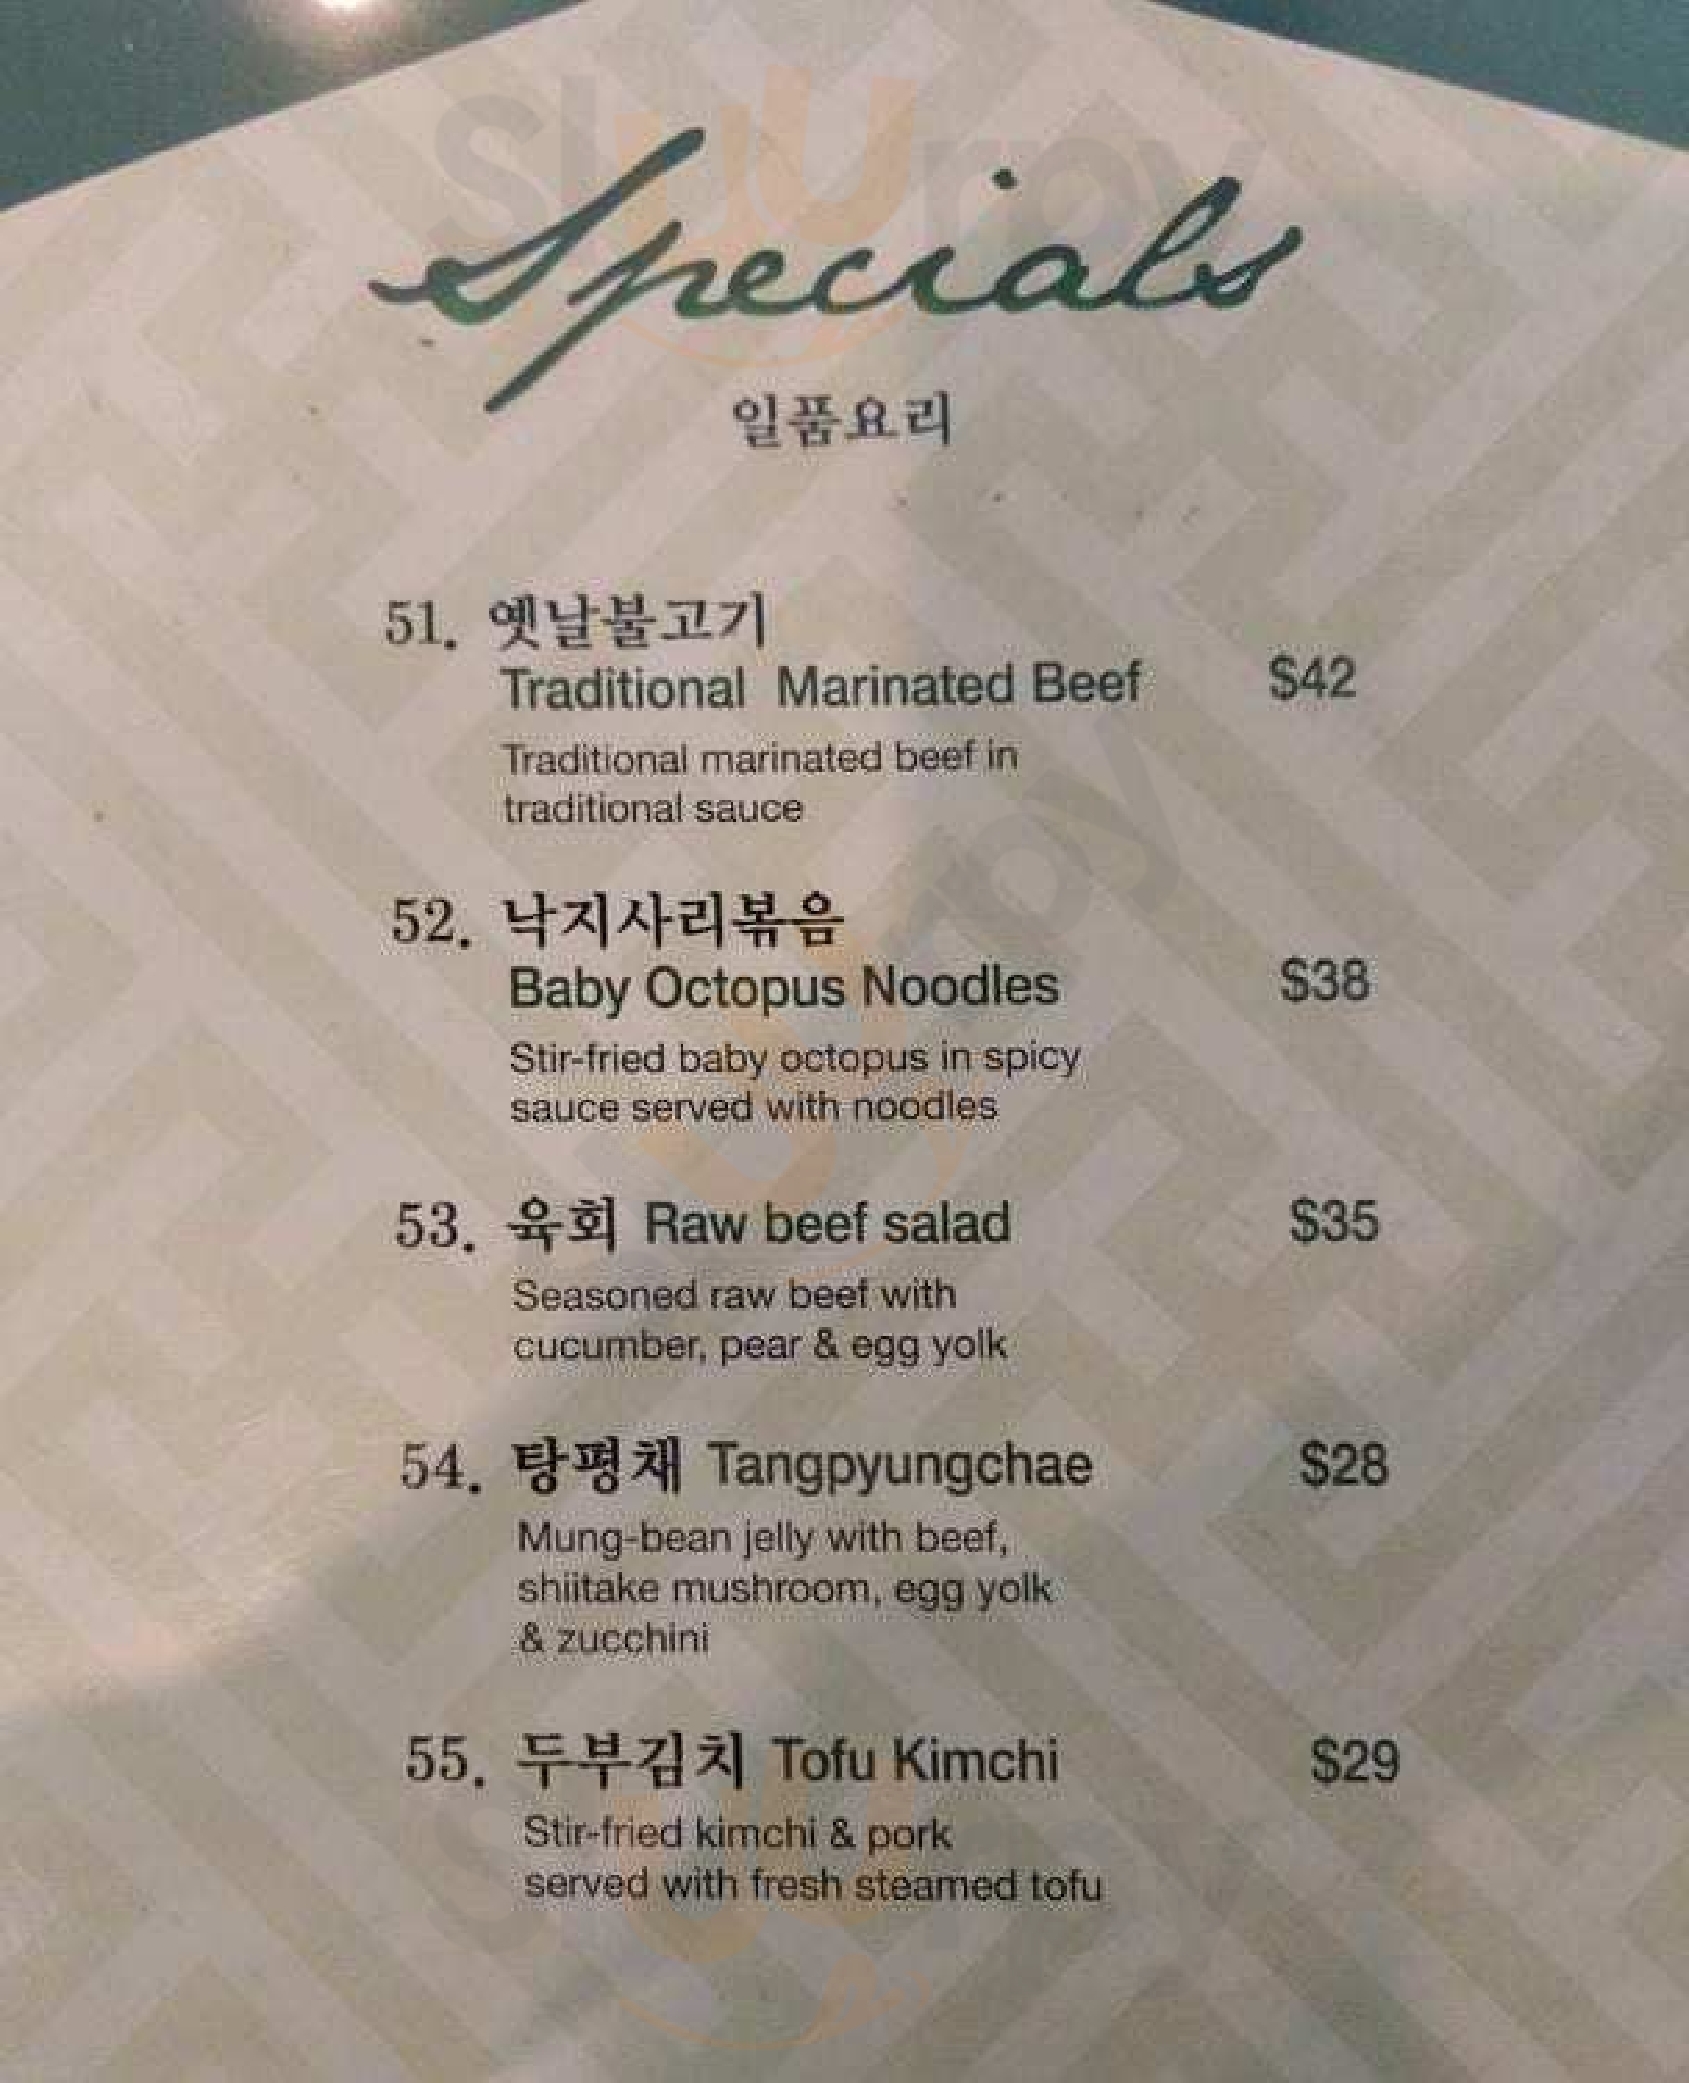 Specials
일품요리
51. 옛날불고기
Traditional Marinated Beef $42
Traditional marinated beef in
traditional sauce
52. 낙지사리볶음
Baby Octopus Noodles $38
Stir-fried baby octopus in spicy
sauce served with noodles
53. 육회 Raw beef salad $35
Seasoned raw beef with
cucumber, pear & egg yolk
54. 탕평채 Tangpyungchae $28
Mung-bean jelly with beef,
shiitake mushroom, egg yolk
& zucchini
55. 두부김치 Tofu Kimchi $29
Stir-fried kimchi & pork
served with fresh steamed tofu